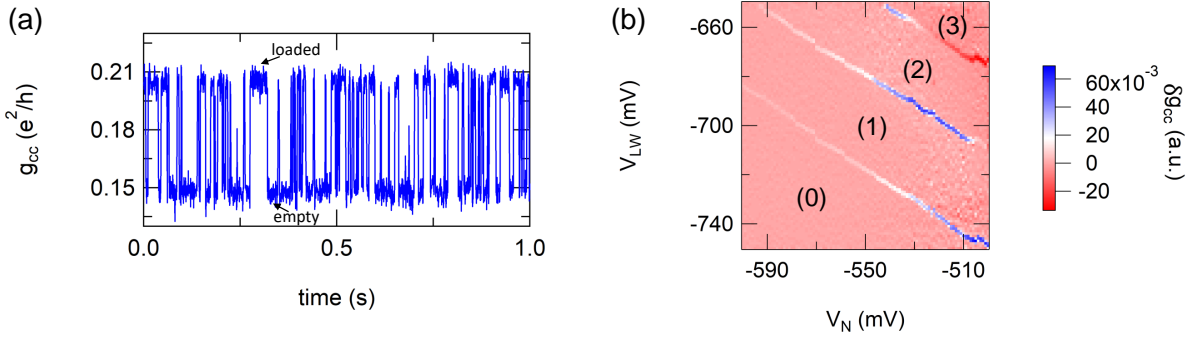 (a)
g_cc (e²/h)
0.21
0.18
0.15
loaded
empty
0.0
0.5
1.0
time (s)
(b)
V_LW (mV)
-660
-700
-740
(3)
(2)
(1)
(0)
-590
-550
-510
V_N (mV)
60x10⁻³
40
20
0
-20
δg_cc (a.u.)